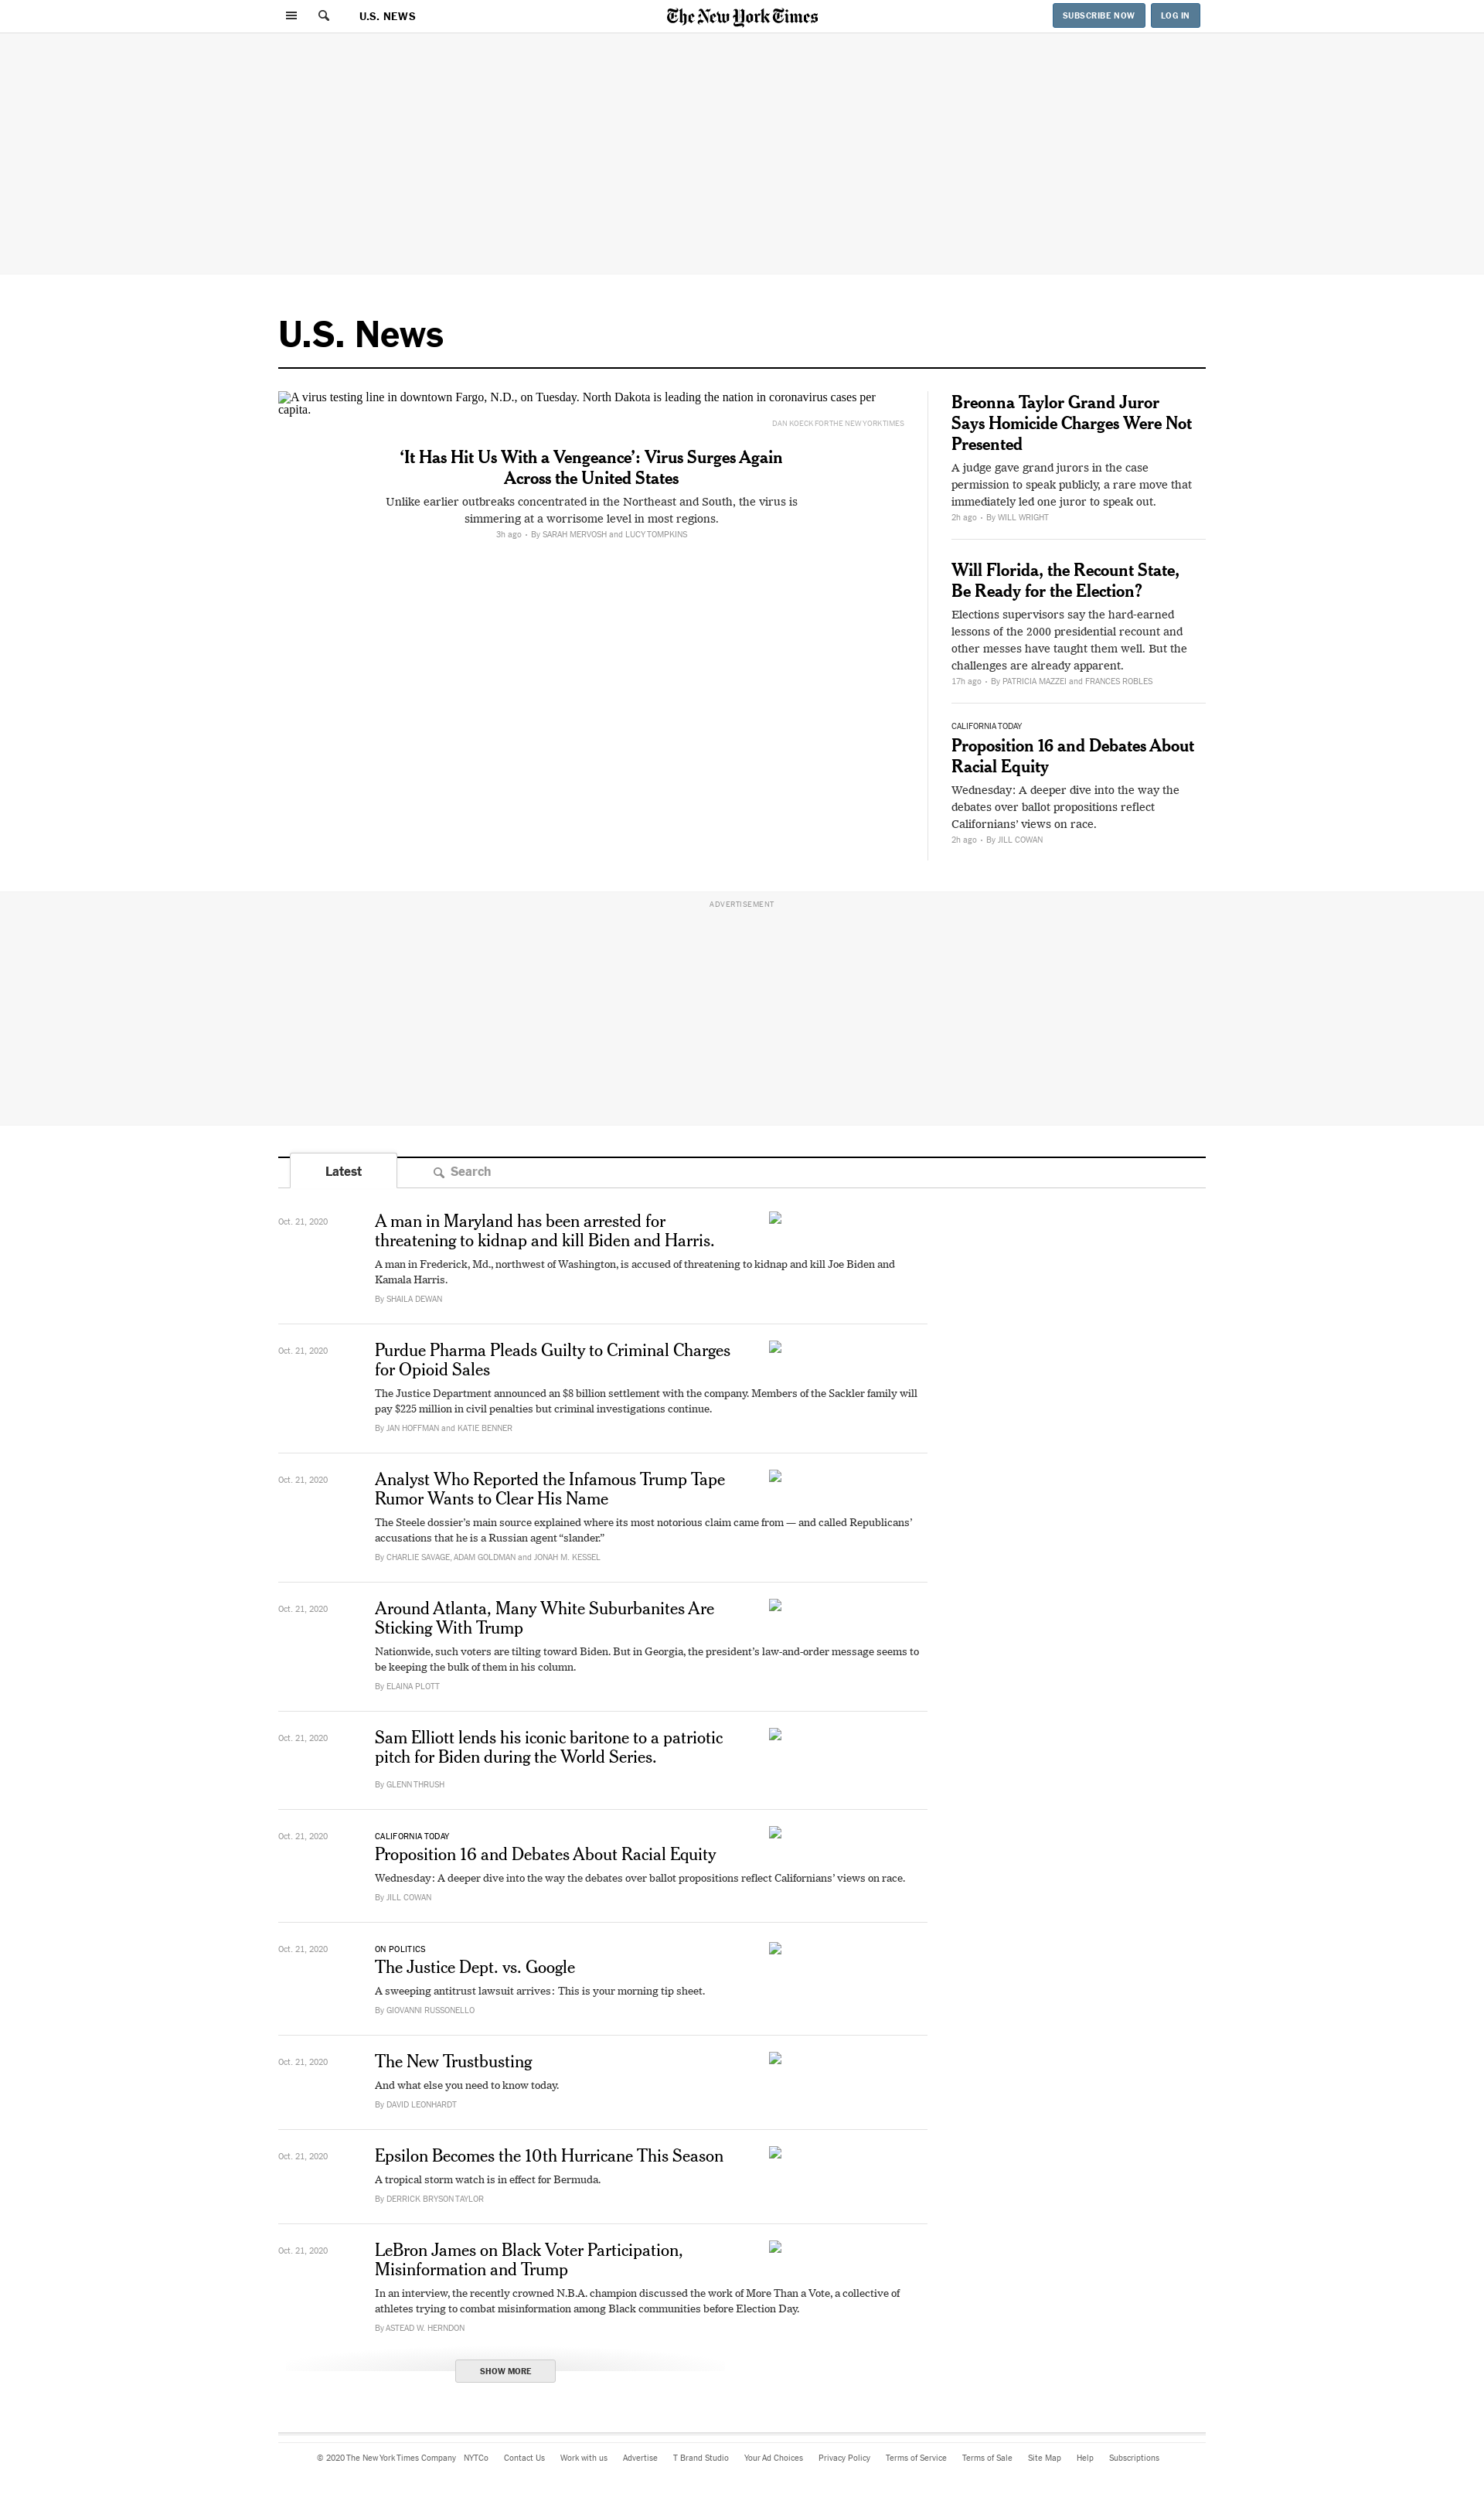 U.S. NEWS
The New York Times
SUBSCRIBE NOW
LOG IN
U.S. News
A virus testing line in downtown Fargo, N.D., on Tuesday. North Dakota is leading the nation in coronavirus cases per
capita.
DAN KOECK FOR THE NEW YORK TIMES
‘It Has Hit Us With a Vengeance’: Virus Surges Again
Across the United States
Unlike earlier outbreaks concentrated in the Northeast and South, the virus is
simmering at a worrisome level in most regions.
3h ago • By SARAH MERVOSH and LUCY TOMPKINS
Breonna Taylor Grand Juror
Says Homicide Charges Were Not
Presented
A judge gave grand jurors in the case
permission to speak publicly, a rare move that
immediately led one juror to speak out.
2h ago • By WILL WRIGHT
Will Florida, the Recount State,
Be Ready for the Election?
Elections supervisors say the hard-earned
lessons of the 2000 presidential recount and
other messes have taught them well. But the
challenges are already apparent.
17h ago • By PATRICIA MAZZEI and FRANCES ROBLES
CALIFORNIA TODAY
Proposition 16 and Debates About
Racial Equity
Wednesday: A deeper dive into the way the
debates over ballot propositions reflect
Californians’ views on race.
2h ago • By JILL COWAN
ADVERTISEMENT
Latest
Search
Oct. 21, 2020
A man in Maryland has been arrested for
threatening to kidnap and kill Biden and Harris.
A man in Frederick, Md., northwest of Washington, is accused of threatening to kidnap and kill Joe Biden and
Kamala Harris.
By SHAILA DEWAN
Oct. 21, 2020
Purdue Pharma Pleads Guilty to Criminal Charges
for Opioid Sales
The Justice Department announced an $8 billion settlement with the company. Members of the Sackler family will
pay $225 million in civil penalties but criminal investigations continue.
By JAN HOFFMAN and KATIE BENNER
Oct. 21, 2020
Analyst Who Reported the Infamous Trump Tape
Rumor Wants to Clear His Name
The Steele dossier’s main source explained where its most notorious claim came from — and called Republicans’
accusations that he is a Russian agent “slander.”
By CHARLIE SAVAGE, ADAM GOLDMAN and JONAH M. KESSEL
Oct. 21, 2020
Around Atlanta, Many White Suburbanites Are
Sticking With Trump
Nationwide, such voters are tilting toward Biden. But in Georgia, the president’s law-and-order message seems to
be keeping the bulk of them in his column.
By ELAINA PLOTT
Oct. 21, 2020
Sam Elliott lends his iconic baritone to a patriotic
pitch for Biden during the World Series.
By GLENN THRUSH
Oct. 21, 2020
CALIFORNIA TODAY
Proposition 16 and Debates About Racial Equity
Wednesday: A deeper dive into the way the debates over ballot propositions reflect Californians’ views on race.
By JILL COWAN
Oct. 21, 2020
ON POLITICS
The Justice Dept. vs. Google
A sweeping antitrust lawsuit arrives: This is your morning tip sheet.
By GIOVANNI RUSSONELLO
Oct. 21, 2020
The New Trustbusting
And what else you need to know today.
By DAVID LEONHARDT
Oct. 21, 2020
Epsilon Becomes the 10th Hurricane This Season
A tropical storm watch is in effect for Bermuda.
By DERRICK BRYSON TAYLOR
Oct. 21, 2020
LeBron James on Black Voter Participation,
Misinformation and Trump
In an interview, the recently crowned N.B.A. champion discussed the work of More Than a Vote, a collective of
athletes trying to combat misinformation among Black communities before Election Day.
By ASTEAD W. HERNDON
SHOW MORE
© 2020 The New York Times Company NYTCo Contact Us Work with us Advertise T Brand Studio Your Ad Choices Privacy Policy Terms of Service Terms of Sale Site Map Help Subscriptions